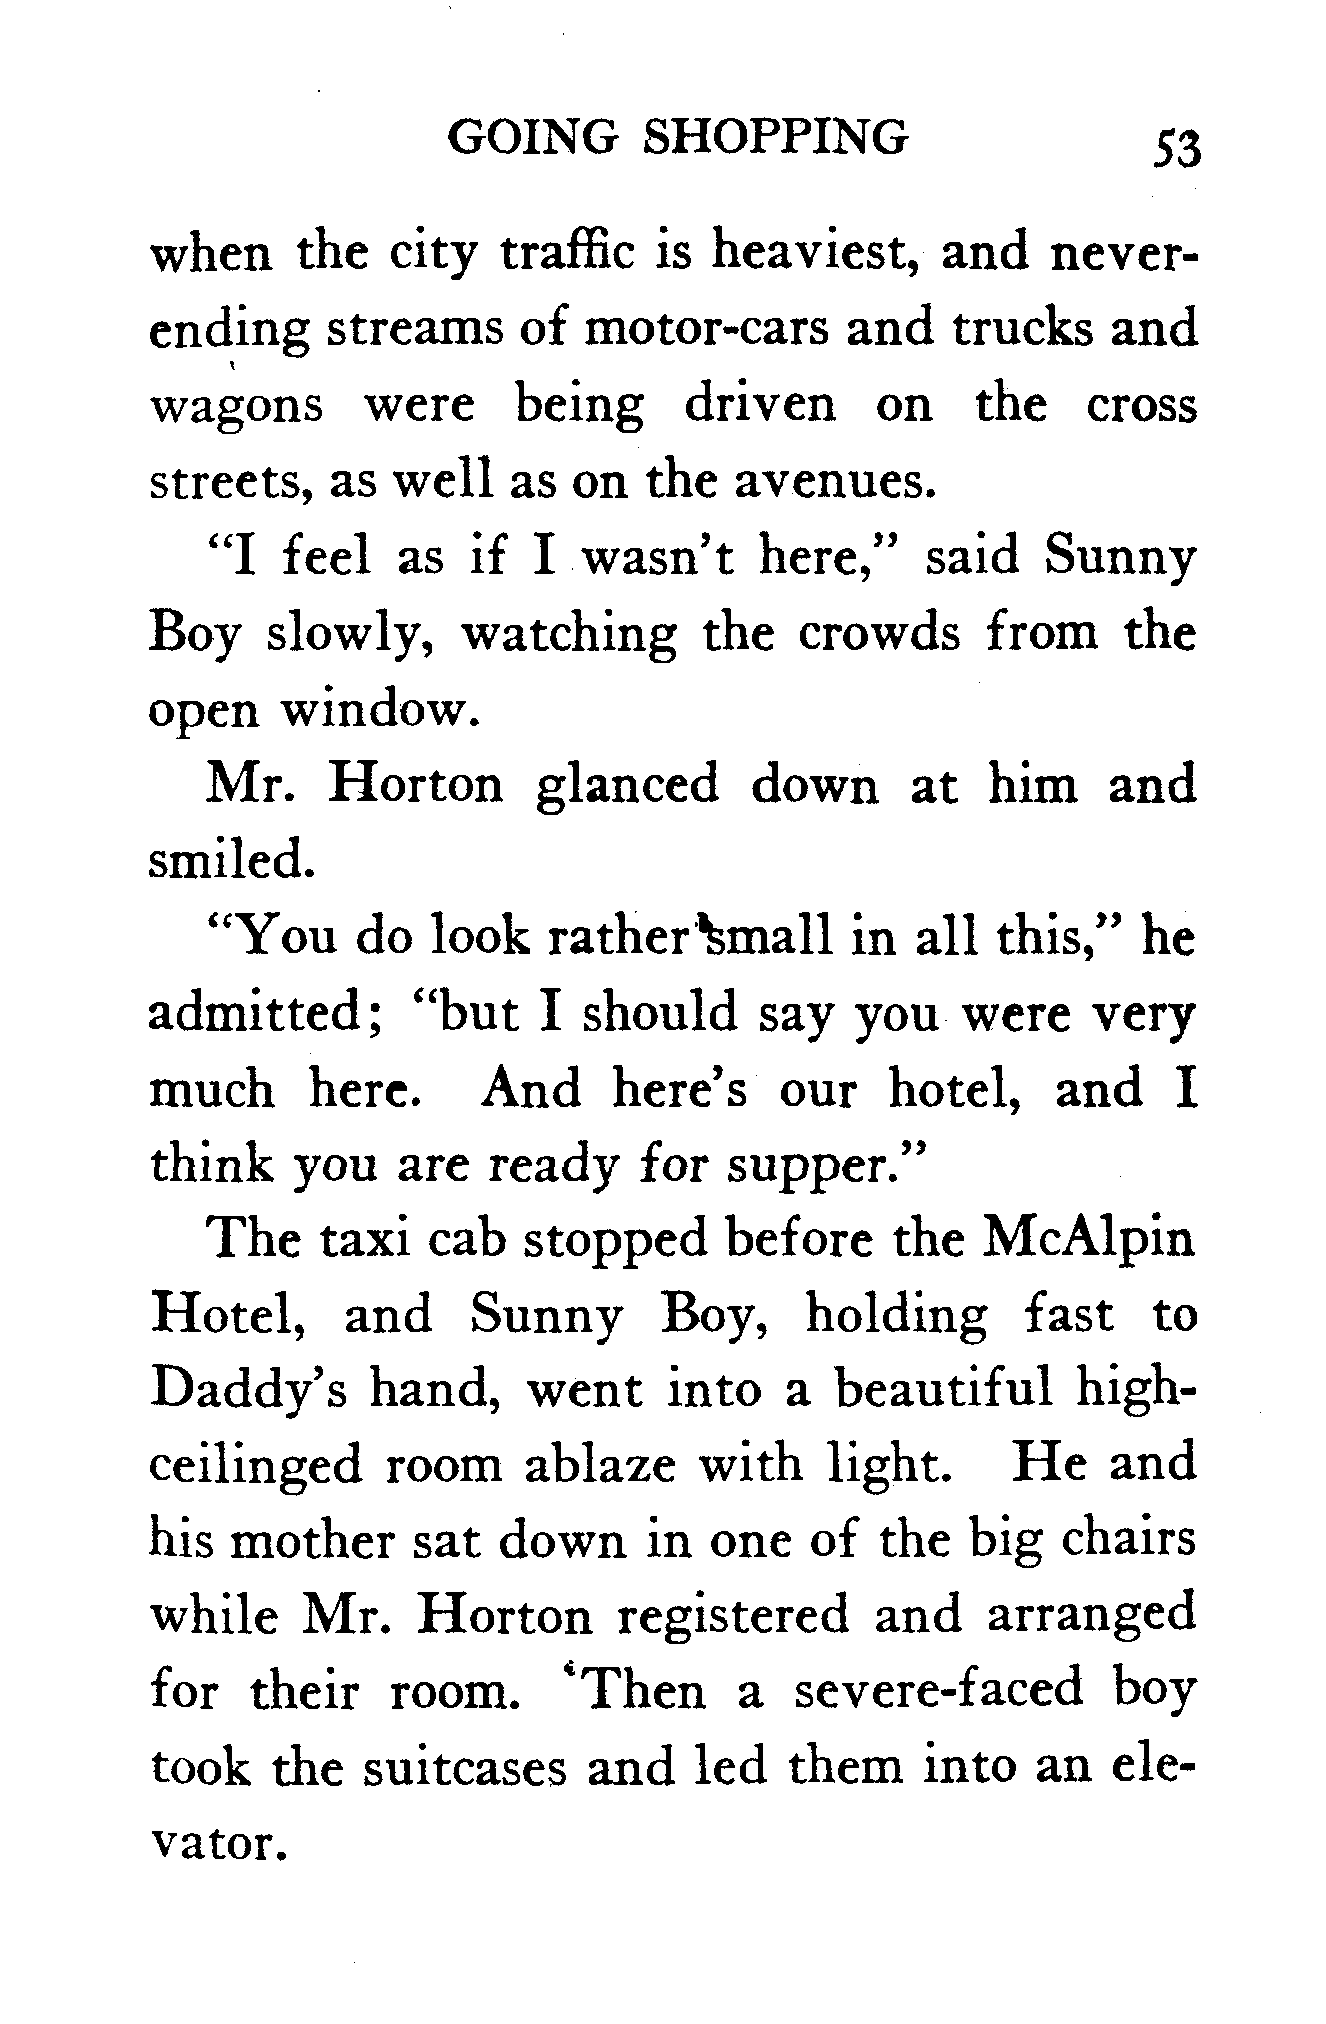 GOING SHOPPING 53
when the city traffic is heaviest, and never-
ending streams of motor-cars and trucks and
wagons were being driven on the cross
streets, as well as on the avenues.
“I feel as if I wasn’t here,” said Sunny
Boy slowly, watching the crowds from the
open window.
Mr. Horton glanced down at him and
smiled.
“You do look rather small in all this,” he
admitted; “but I should say you were very
much here. And here’s our hotel, and I
think you are ready for supper.”
The taxi cab stopped before the McAlpin
Hotel, and Sunny Boy, holding fast to
Daddy’s hand, went into a beautiful high-
ceilinged room ablaze with light. He and
his mother sat down in one of the big chairs
while Mr. Horton registered and arranged
for their room. Then a severe-faced boy
took the suitcases and led them into an ele-
vator.